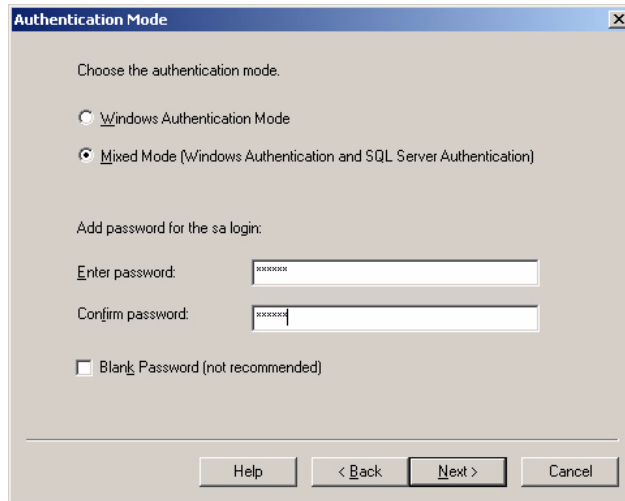 Authentication Mode
Choose the authentication mode.
Windows Authentication Mode
Mixed Mode (Windows Authentication and SQL Server Authentication)
Add password for the sa login:
Enter password: ××××××
Confirm password: ××××××
Blank Password (not recommended)
Help < Back Next > Cancel